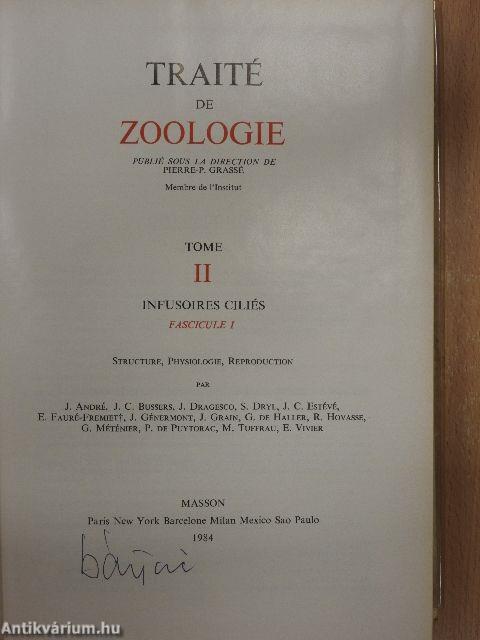 TRAITÉ
DE
ZOOLOGIE
PUBLIÉ SOUS LA DIRECTION DE
PIERRE-P. GRASSÉ
Membre de l'Institut
TOME
II
INFUSOIRES CILIÉS
FASCICULE I
STRUCTURE, PHYSIOLOGIE, REPRODUCTION
PAR
J. ANDRÉ, J. C. BUSSERS, J. DRAGESCO, S. DRYL, J. C. ESTÉVÉ,
E. FAURÉ-FREMIET†, J. GÉNERMONT, J. GRAIN, G. DE HALLER, R. HOVASSE,
G. MÉTÉNIER, P. DE PUYTORAC, M. TUFFRAU, E. VIVIER
MASSON
Paris New York Barcelone Milan Mexico Sao Paulo
1984
Antikvárium.hu